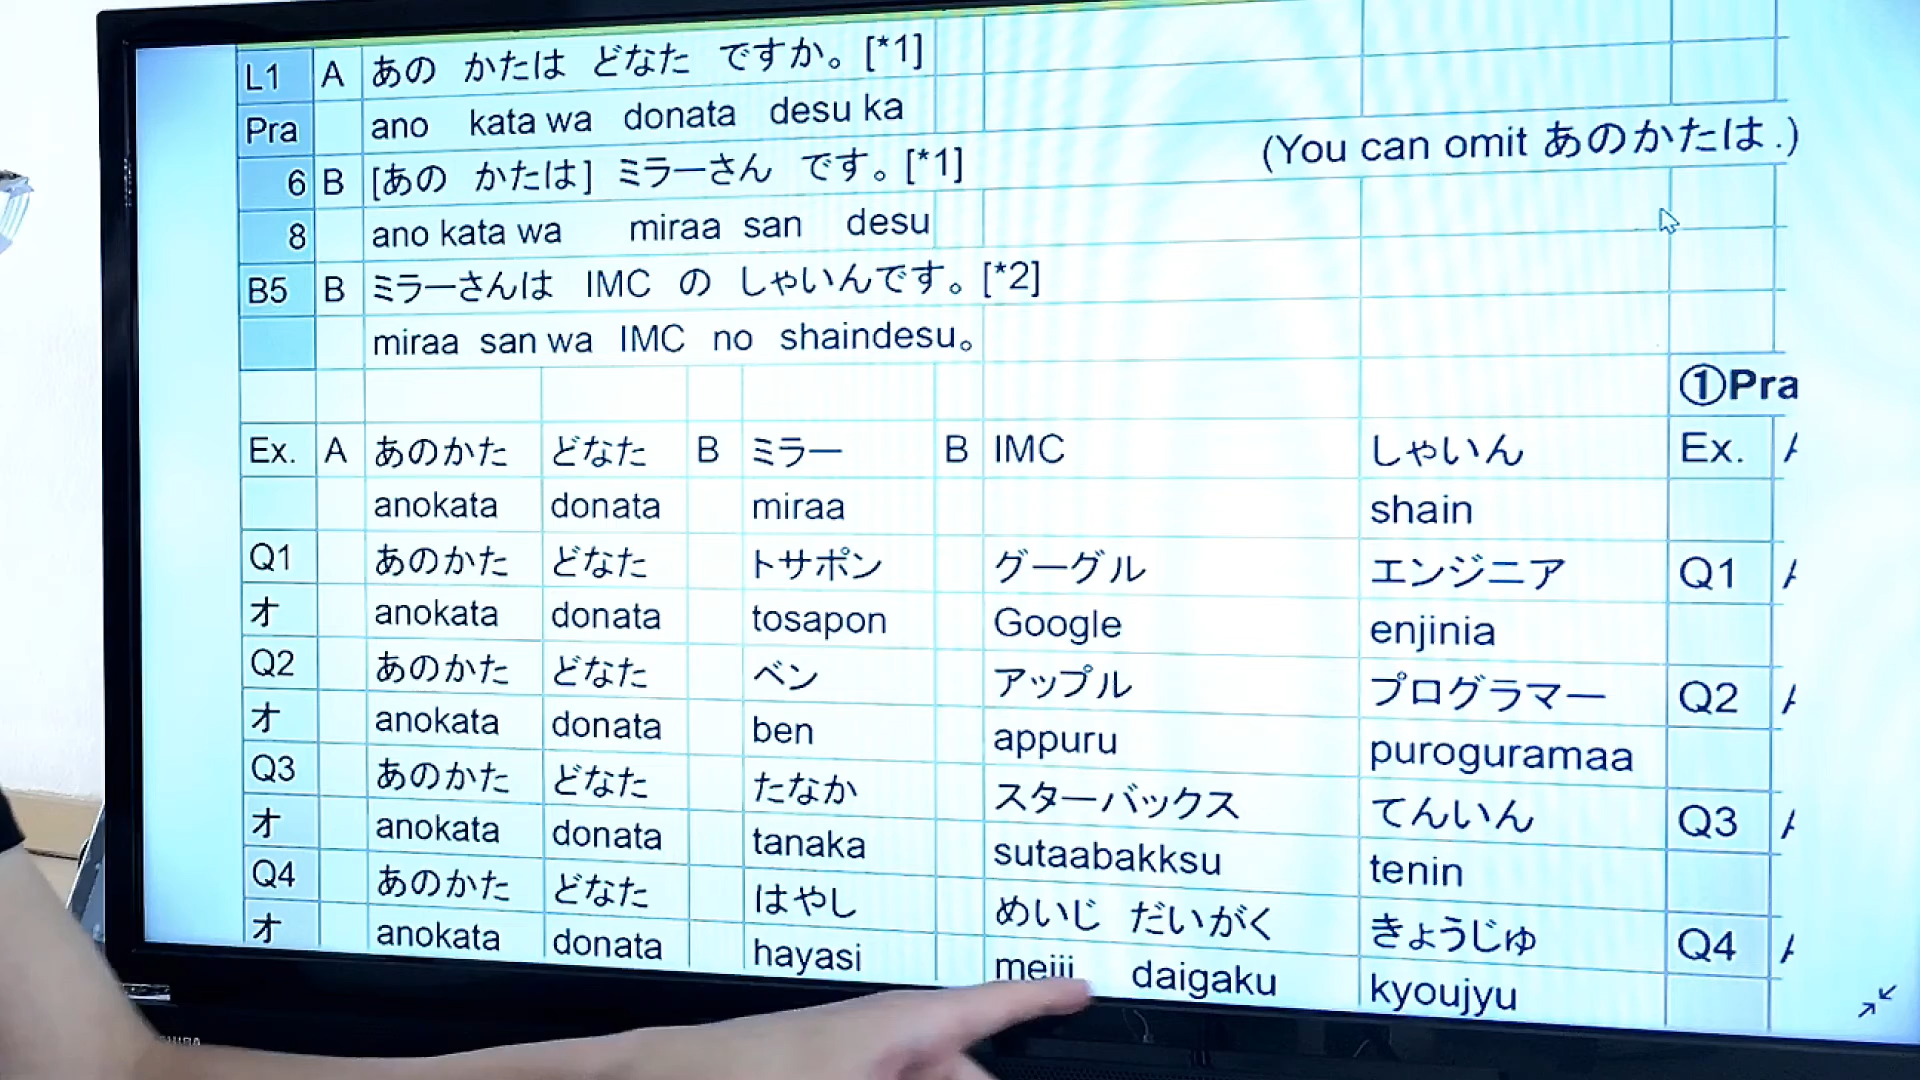 L1 A あの かたは どなた ですか。[*1]
Pra ano kata wa donata desu ka
(You can omit あのかたは.)
6 B [あの かたは] ミラーさん です。[*1]
8 ano kata wa miraa san desu
B5 B ミラーさんは IMC の しゃいんです。[*2]
miraa san wa IMC no shaindesu。
①Pra
Ex. A あのかた どなた B ミラー B IMC しゃいん Ex.
anokata donata miraa shain
Q1 あのかた どなた トサポン グーグル エンジニア Q1
オ anokata donata tosapon Google enjinia
Q2 あのかた どなた ベン アップル プログラマー Q2
オ anokata donata ben appuru puroguramaa
Q3 あのかた どなた たなか スターバックス てんいん Q3
オ anokata donata tanaka sutaabakksu tenin
Q4 あのかた どなた はやし めいじ だいがく きょうじゅ Q4
オ anokata donata hayasi meiji daigaku kyoujyu